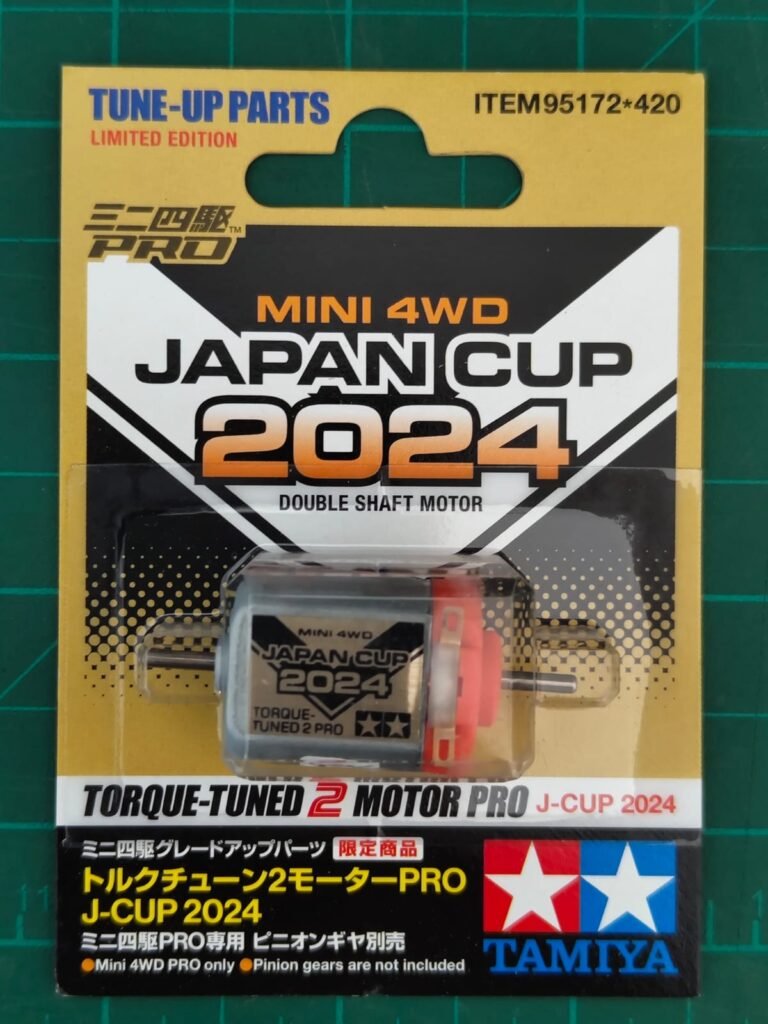 TUNE-UP PARTS
ITEM95172*420
LIMITED EDITION
ミニ四駆™
PRO
MINI 4WD
JAPAN CUP
2024
DOUBLE SHAFT MOTOR
MINI 4WD
JAPAN CUP
2024
TORQUE-
TUNED 2 PRO
TORQUE-TUNED 2 MOTOR PRO J-CUP 2024
ミニ四駆グレードアップパーツ 限定商品
トルクチューン2モーターPRO
J-CUP 2024
ミニ四駆PRO専用 ピニオンギヤ別売
●Mini 4WD PRO only ●Pinion gears are not included
TAMIYA